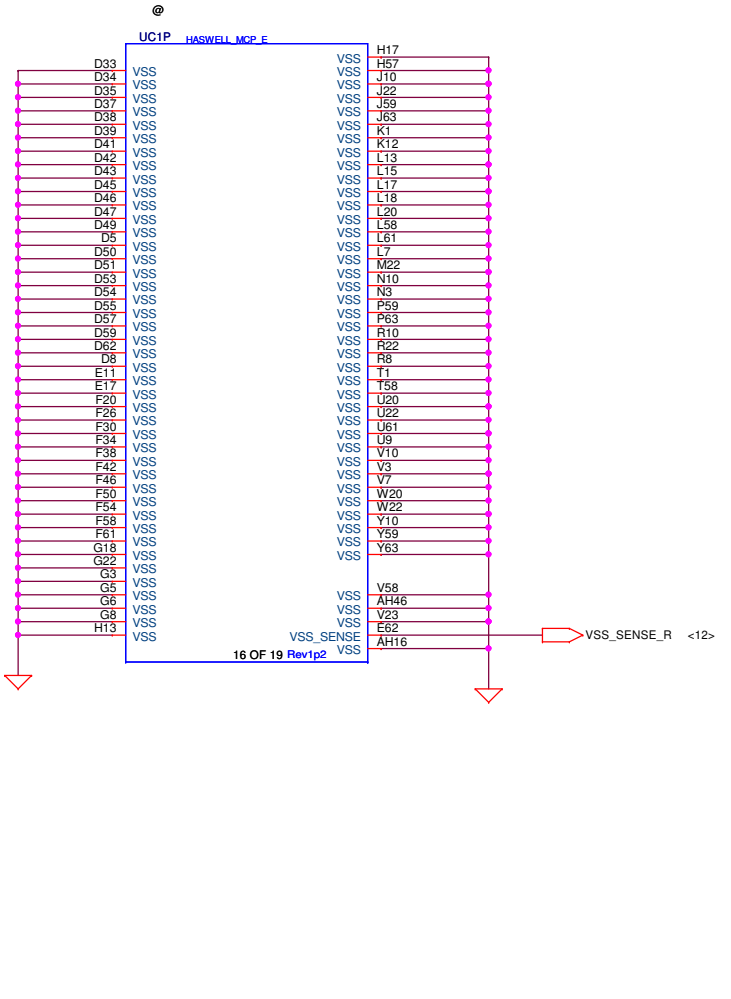 @
UC1P HASWELL_MCP_E
VSS H17
D33 VSS VSS H57
D34 VSS VSS J10
D35 VSS VSS J22
D37 VSS VSS J59
D38 VSS VSS J63
D39 VSS VSS K1
D41 VSS VSS K12
D42 VSS VSS L13
D43 VSS VSS L15
D45 VSS VSS L17
D46 VSS VSS L18
D47 VSS VSS L20
D49 VSS VSS L58
D5 VSS VSS L61
D50 VSS VSS L7
D51 VSS VSS M22
D53 VSS VSS N10
D54 VSS VSS N3
D55 VSS VSS P59
D57 VSS VSS P63
D59 VSS VSS R10
D62 VSS VSS R22
D8 VSS VSS R8
E11 VSS VSS T1
E17 VSS VSS T58
F20 VSS VSS U20
F26 VSS VSS U22
F30 VSS VSS U61
F34 VSS VSS U9
F38 VSS VSS V10
F42 VSS VSS V3
F46 VSS VSS V7
F50 VSS VSS W20
F54 VSS VSS W22
F58 VSS VSS Y10
F61 VSS VSS Y59
G18 VSS VSS Y63
G22 VSS
G3 VSS
G5 VSS VSS V58
G6 VSS VSS AH46
G8 VSS VSS V23
H13 VSS VSS_SENSE E62 VSS_SENSE_R <12>
VSS AH16
16 OF 19 Rev1p2